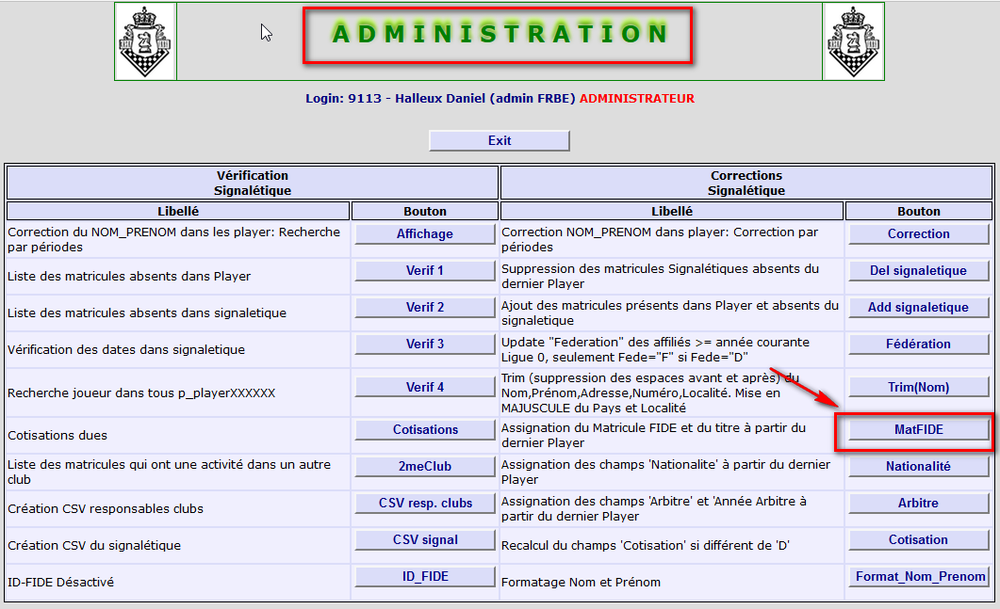 ADMINISTRATION
Login: 9113 - Halleux Daniel (admin FRBE) ADMINISTRATEUR
Exit
Vérification
Signalétique
Corrections
Signalétique
Libellé
Bouton
Libellé
Bouton
Correction du NOM_PRENOM dans les player: Recherche
par périodes
Affichage
Correction NOM_PRENOM dans player: Correction par
périodes
Correction
Liste des matricules absents dans Player
Verif 1
Suppression des matricules Signalétiques absents du
dernier Player
Del signaletique
Liste des matricules absents dans signaletique
Verif 2
Ajout des matricules présents dans Player et absents du
signaletique
Add signaletique
Vérification des dates dans signaletique
Verif 3
Update "Federation" des affiliés >= année courante
Ligue 0, seulement Fede="F" si Fede="D"
Fédération
Recherche joueur dans tous p_playerXXXXXX
Verif 4
Trim (suppression des espaces avant et après) du
Nom,Prénom,Adresse,Numéro,Localité. Mise en
MAJUSCULE du Pays et Localité
Trim(Nom)
Cotisations dues
Cotisations
Assignation du Matricule FIDE et du titre à partir du
dernier Player
MatFIDE
Liste des matricules qui ont une activité dans un autre
club
2meClub
Assignation des champs 'Nationalite' à partir du dernier
Player
Nationalité
Création CSV responsables clubs
CSV resp. clubs
Assignation des champs 'Arbitre' et 'Année Arbitre à
partir du dernier Player
Arbitre
Création CSV du signalétique
CSV signal
Recalcul du champs 'Cotisation' si différent de 'D'
Cotisation
ID-FIDE Désactivé
ID_FIDE
Formatage Nom et Prénom
Format_Nom_Prenom